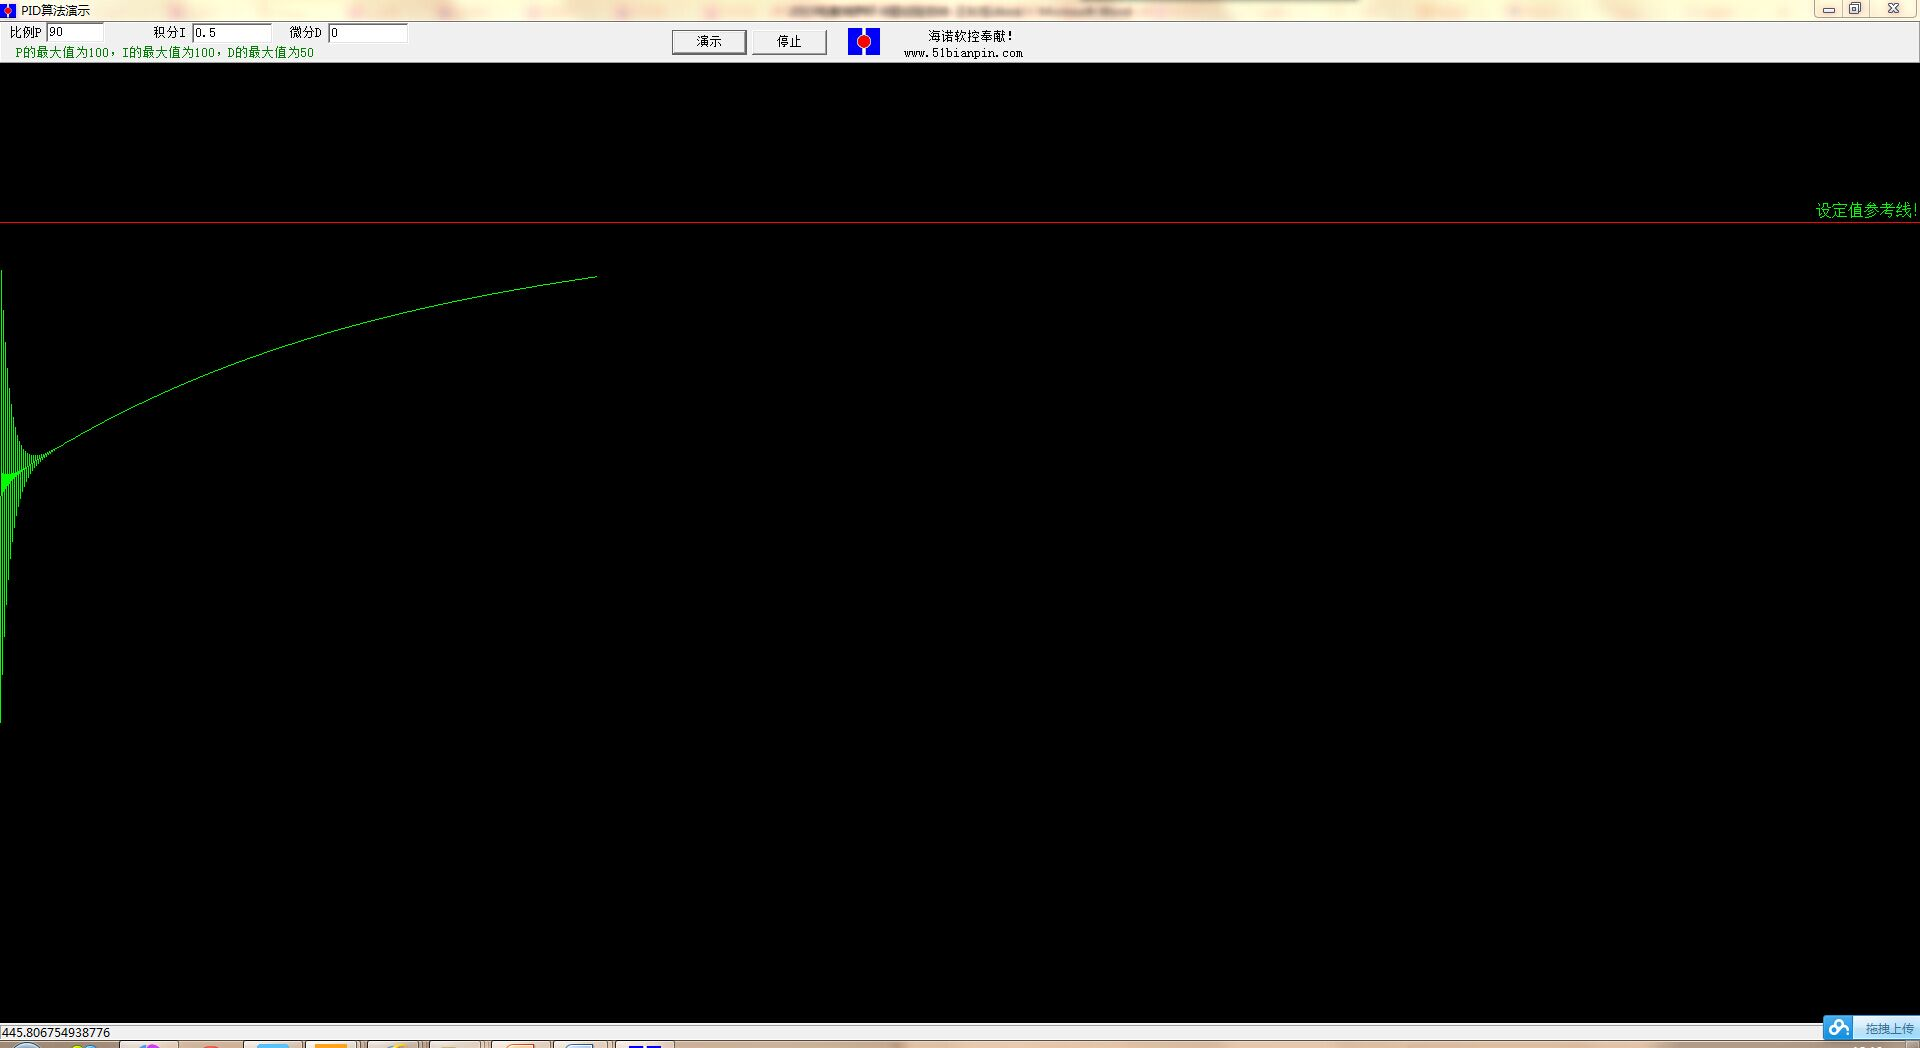 PID算法演示
比例P 90 积分I 0.5 微分D 0
P的最大值为100，I的最大值为100，D的最大值为50
演示 停止
海诺软控奉献!
www.51bianpin.com
设定值参考线!
445.806754938776
拖拽上传